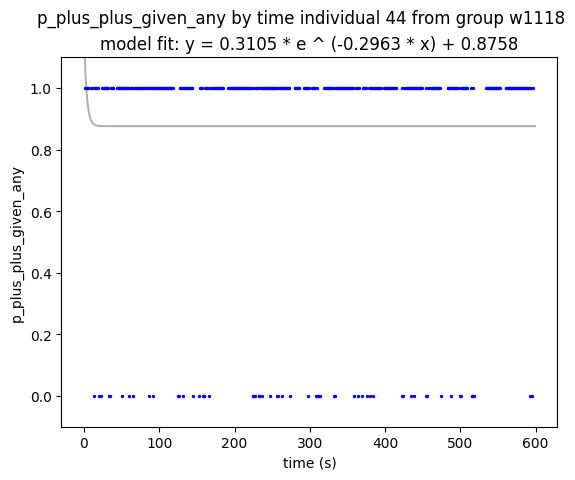 p_plus_plus_given_any by time individual 44 from group w1118
model fit: y = 0.3105 * e ^ (-0.2963 * x) + 0.8758
p_plus_plus_given_any
1.0
0.8
0.6
0.4
0.2
0.0
0 100 200 300 400 500 600
time (s)